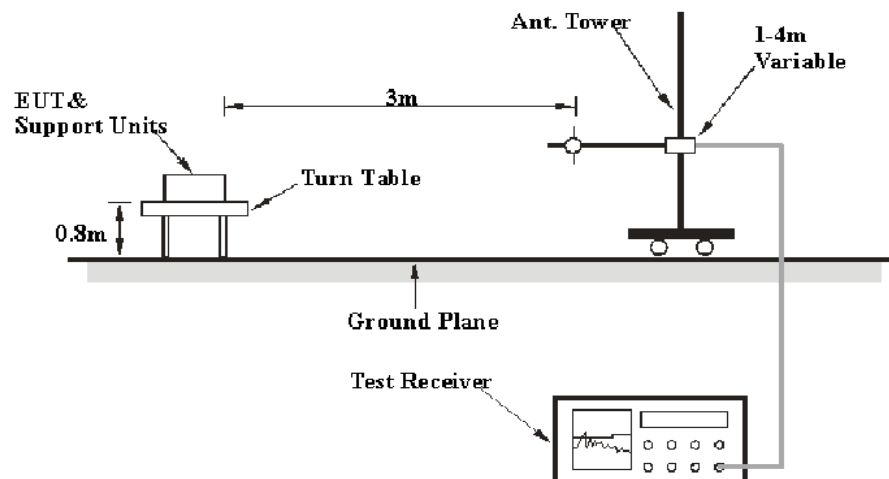 Ant. Tower
1-4m
Variable
EUT&
Support Units
3m
Turn Table
0.8m
Ground Plane
Test Receiver